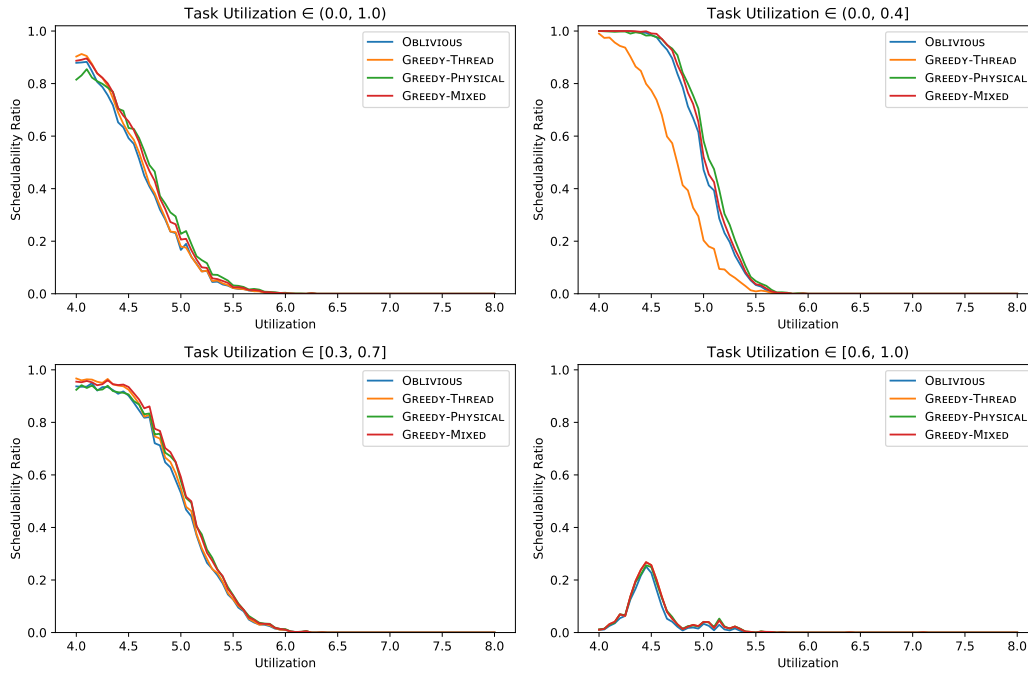 Task Utilization ∈ (0.0, 1.0)
Schedulability Ratio
1.0
0.8
0.6
0.4
0.2
0.0
OBLIVIOUS
GREEDY-THREAD
GREEDY-PHYSICAL
GREEDY-MIXED
4.0 4.5 5.0 5.5 6.0 6.5 7.0 7.5 8.0
Utilization
Task Utilization ∈ (0.0, 0.4]
Schedulability Ratio
1.0
0.8
0.6
0.4
0.2
0.0
OBLIVIOUS
GREEDY-THREAD
GREEDY-PHYSICAL
GREEDY-MIXED
4.0 4.5 5.0 5.5 6.0 6.5 7.0 7.5 8.0
Utilization
Task Utilization ∈ [0.3, 0.7]
Schedulability Ratio
1.0
0.8
0.6
0.4
0.2
0.0
OBLIVIOUS
GREEDY-THREAD
GREEDY-PHYSICAL
GREEDY-MIXED
4.0 4.5 5.0 5.5 6.0 6.5 7.0 7.5 8.0
Utilization
Task Utilization ∈ [0.6, 1.0)
Schedulability Ratio
1.0
0.8
0.6
0.4
0.2
0.0
OBLIVIOUS
GREEDY-THREAD
GREEDY-PHYSICAL
GREEDY-MIXED
4.0 4.5 5.0 5.5 6.0 6.5 7.0 7.5 8.0
Utilization